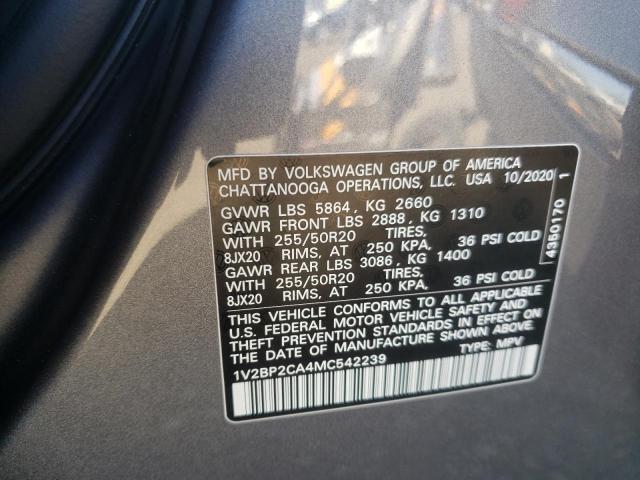 MFD BY VOLKSWAGEN GROUP OF AMERICA
CHATTANOOGA OPERATIONS, LLC. USA 10/2020
GVWR LBS 5864, KG 2660
GAWR FRONT LBS 2888, KG 1310
WITH 255/50R20 TIRES,
8JX20 RIMS, AT 250 KPA, 36 PSI COLD
GAWR REAR LBS 3086, KG 1400
WITH 255/50R20 TIRES,
8JX20 RIMS, AT 250 KPA, 36 PSI COLD
THIS VEHICLE CONFORMS TO ALL APPLICABLE
U.S. FEDERAL MOTOR VEHICLE SAFETY AND
THEFT PREVENTION STANDARDS IN EFFECT ON
THE DATE OF MANUFACTURE SHOWN ABOVE.
1V2BP2CA4MC542239 TYPE: MPV
4350170 1